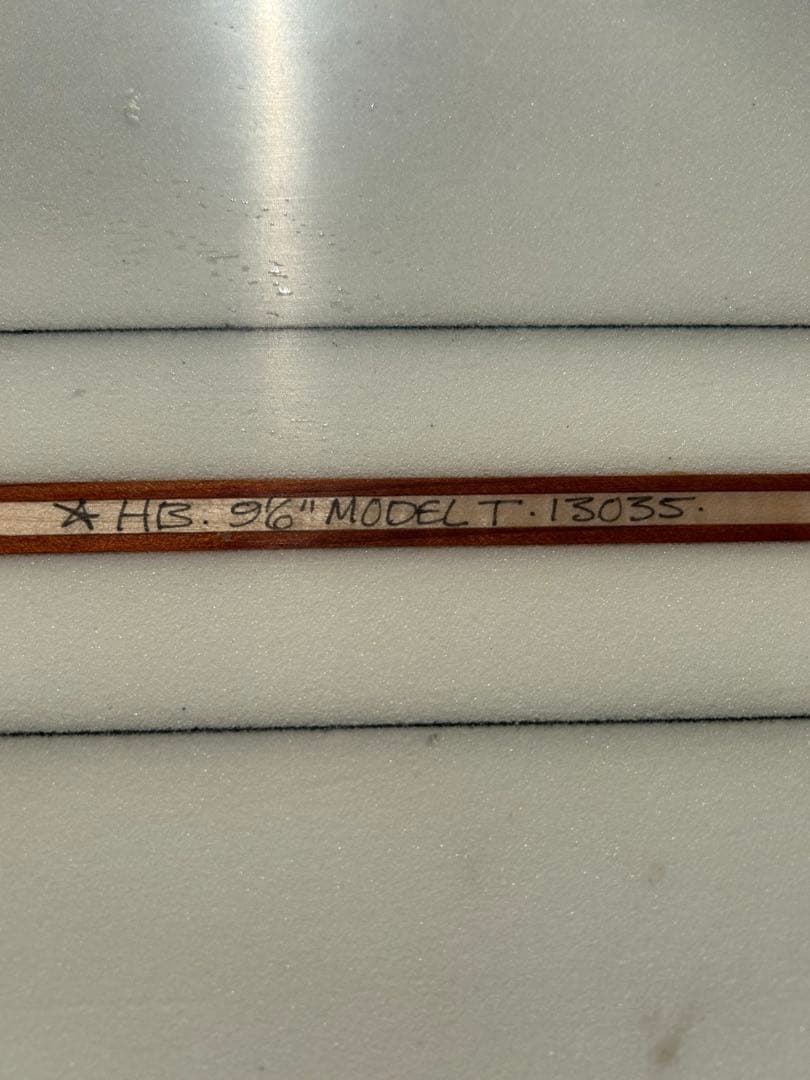 ☆ HB. 9'6" MODEL T. 13035.